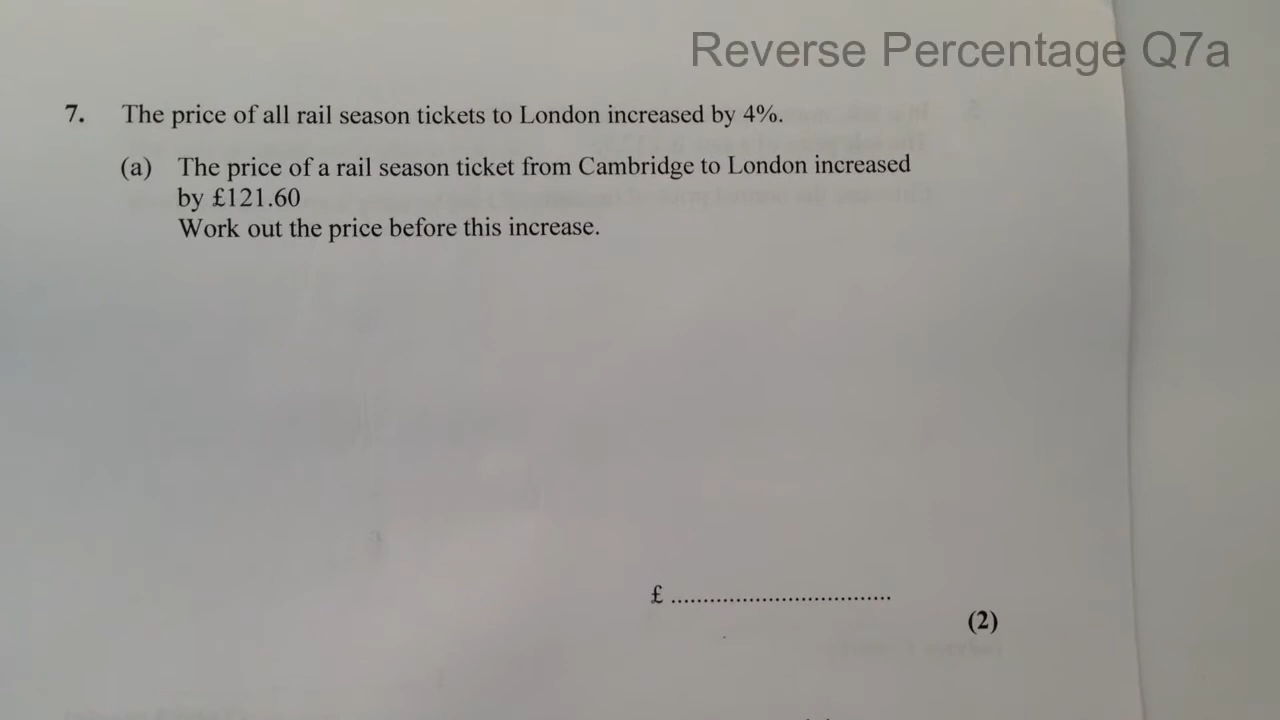 Reverse Percentage Q7a
7. The price of all rail season tickets to London increased by 4%.
(a) The price of a rail season ticket from Cambridge to London increased
by £121.60
Work out the price before this increase.
£ ..................................
(2)